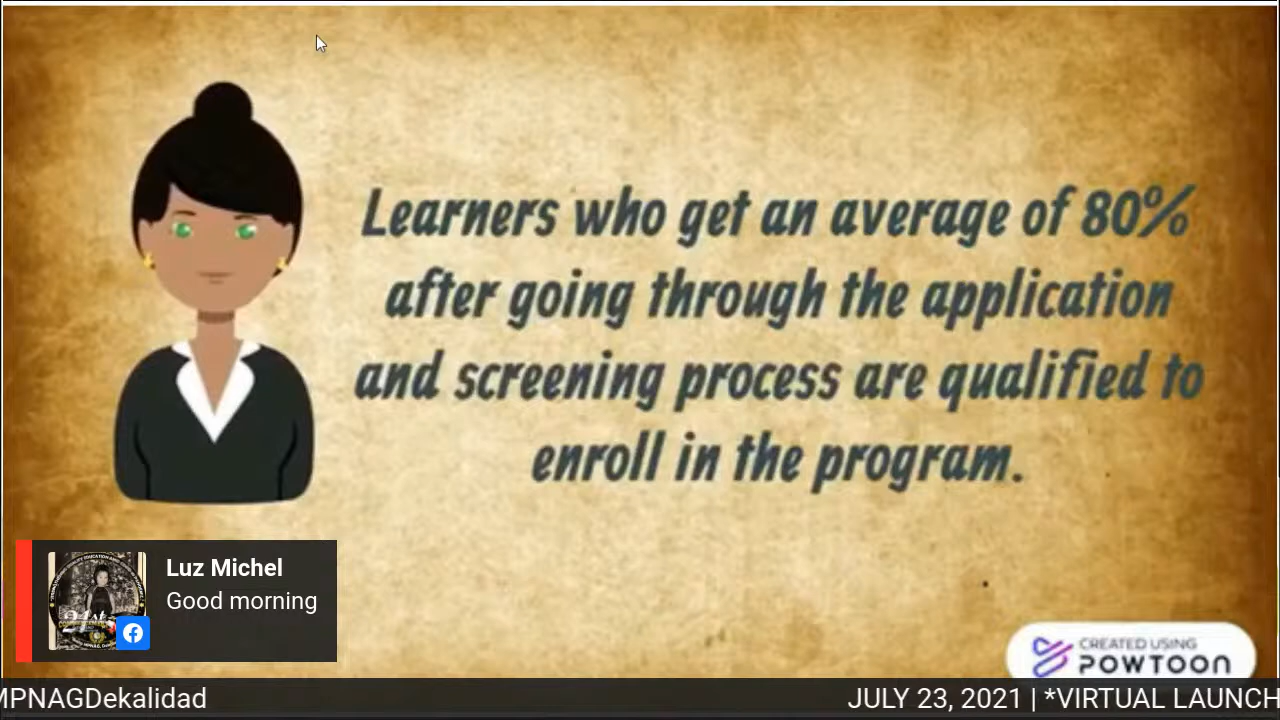 Learners who get an average of 80%
after going through the application
and screening process are qualified to
enroll in the program.
Luz Michel
Good morning
21st
CREATED USING
POWTOON
MPNAGDekalidad
JULY 23, 2021 | *VIRTUAL LAUNCH